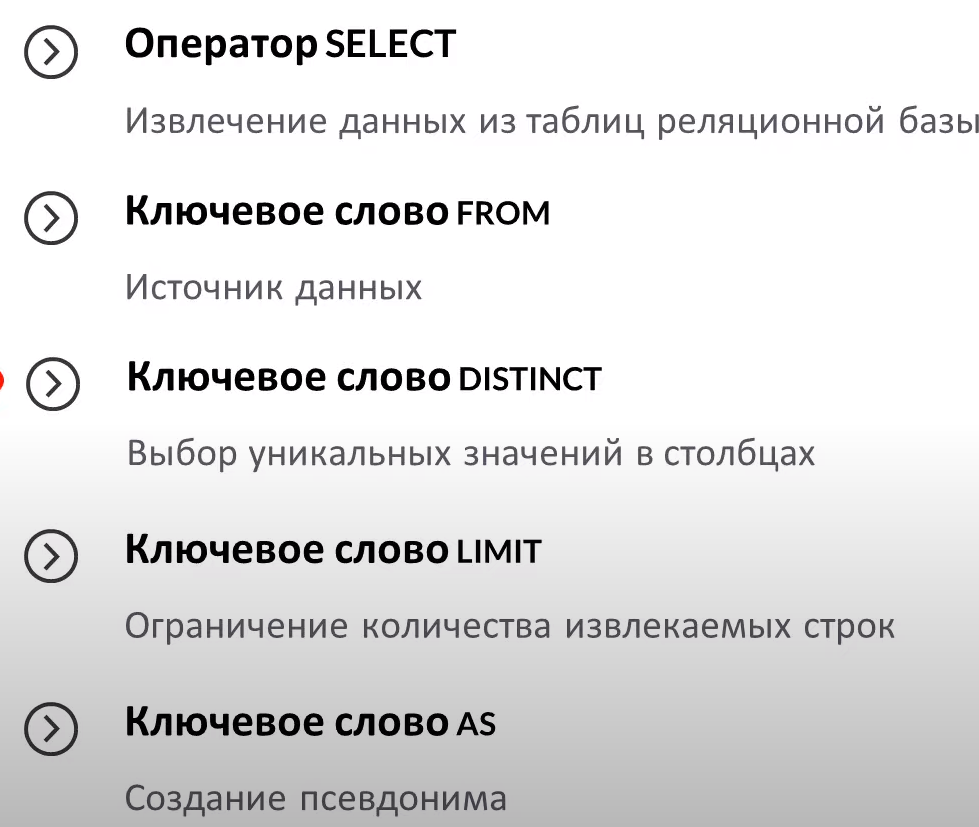 Оператор SELECT
Извлечение данных из таблиц реляционной базы
Ключевое слово FROM
Источник данных
Ключевое слово DISTINCT
Выбор уникальных значений в столбцах
Ключевое слово LIMIT
Ограничение количества извлекаемых строк
Ключевое слово AS
Создание псевдонима